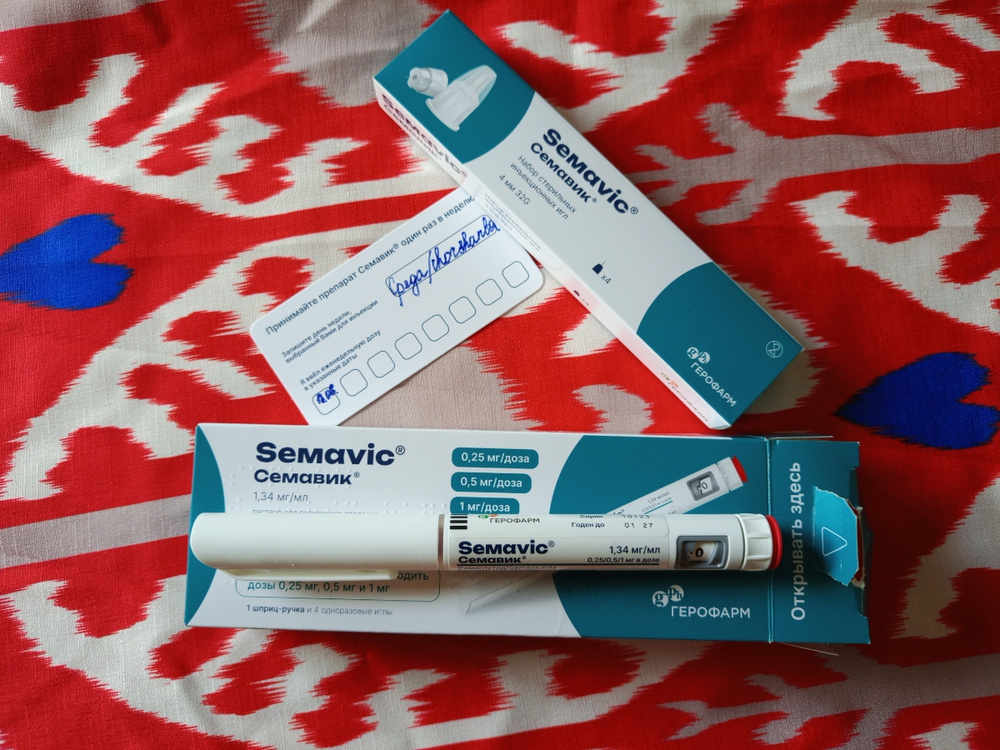 Semavic®
Семавик®
Набор стерильных
инъекционных игл
4 мм 32G
x4
ГЕРОФАРМ
Принимайте препарат Семавик® один раз в неделю
Запишите день недели,
выбранный Вами для инъекции
Среда/Chorshanba
Я ввёл еженедельную дозу
в указанные даты
Semavic®
Семавик®
1,34 мг/мл
0,25 мг/доза
0,5 мг/доза
1 мг/доза
дозы 0,25 мг, 0,5 мг и 1 мг
1 шприц-ручка и 4 одноразовые иглы
ГЕРОФАРМ
Открывать здесь
ГЕРОФАРМ
Годен до 01 27
Semavic®
Семавик®
1,34 мг/мл
0,25/0,5/1 мг в дозе
0